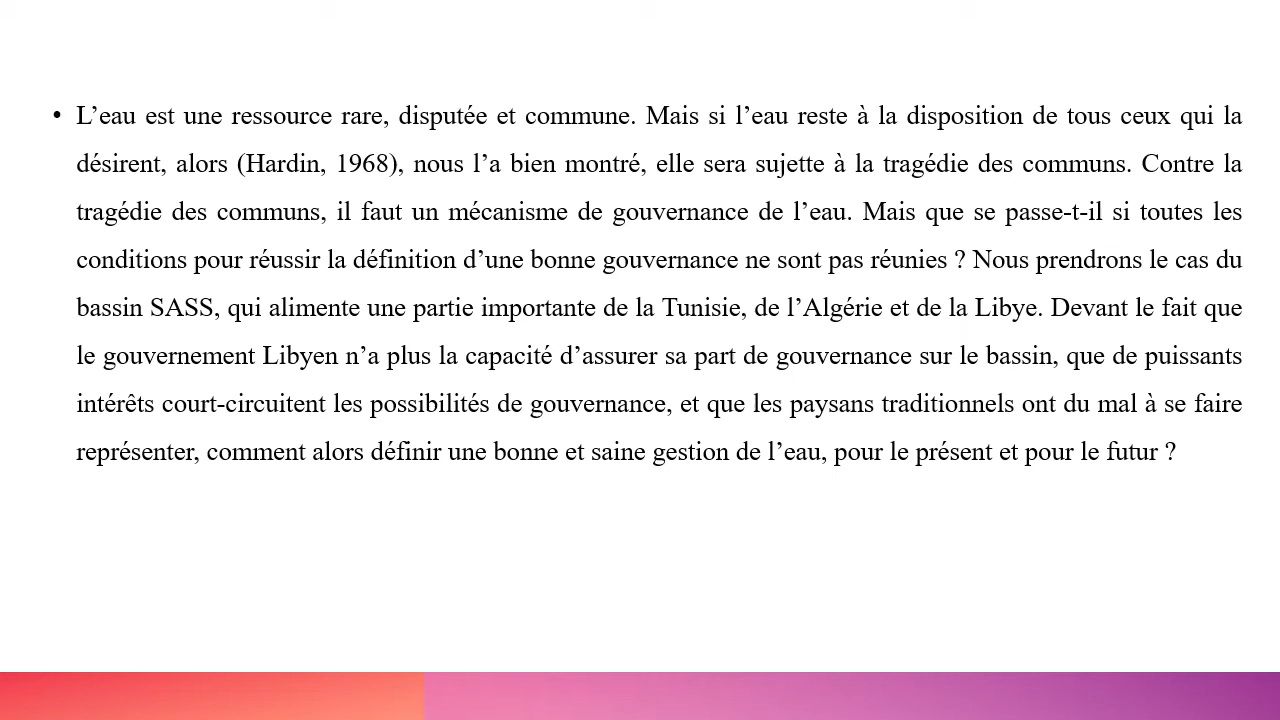 • L’eau est une ressource rare, disputée et commune. Mais si l’eau reste à la disposition de tous ceux qui la
désirent, alors (Hardin, 1968), nous l’a bien montré, elle sera sujette à la tragédie des communs. Contre la
tragédie des communs, il faut un mécanisme de gouvernance de l’eau. Mais que se passe-t-il si toutes les
conditions pour réussir la définition d’une bonne gouvernance ne sont pas réunies ? Nous prendrons le cas du
bassin SASS, qui alimente une partie importante de la Tunisie, de l’Algérie et de la Libye. Devant le fait que
le gouvernement Libyen n’a plus la capacité d’assurer sa part de gouvernance sur le bassin, que de puissants
intérêts court-circuitent les possibilités de gouvernance, et que les paysans traditionnels ont du mal à se faire
représenter, comment alors définir une bonne et saine gestion de l’eau, pour le présent et pour le futur ?